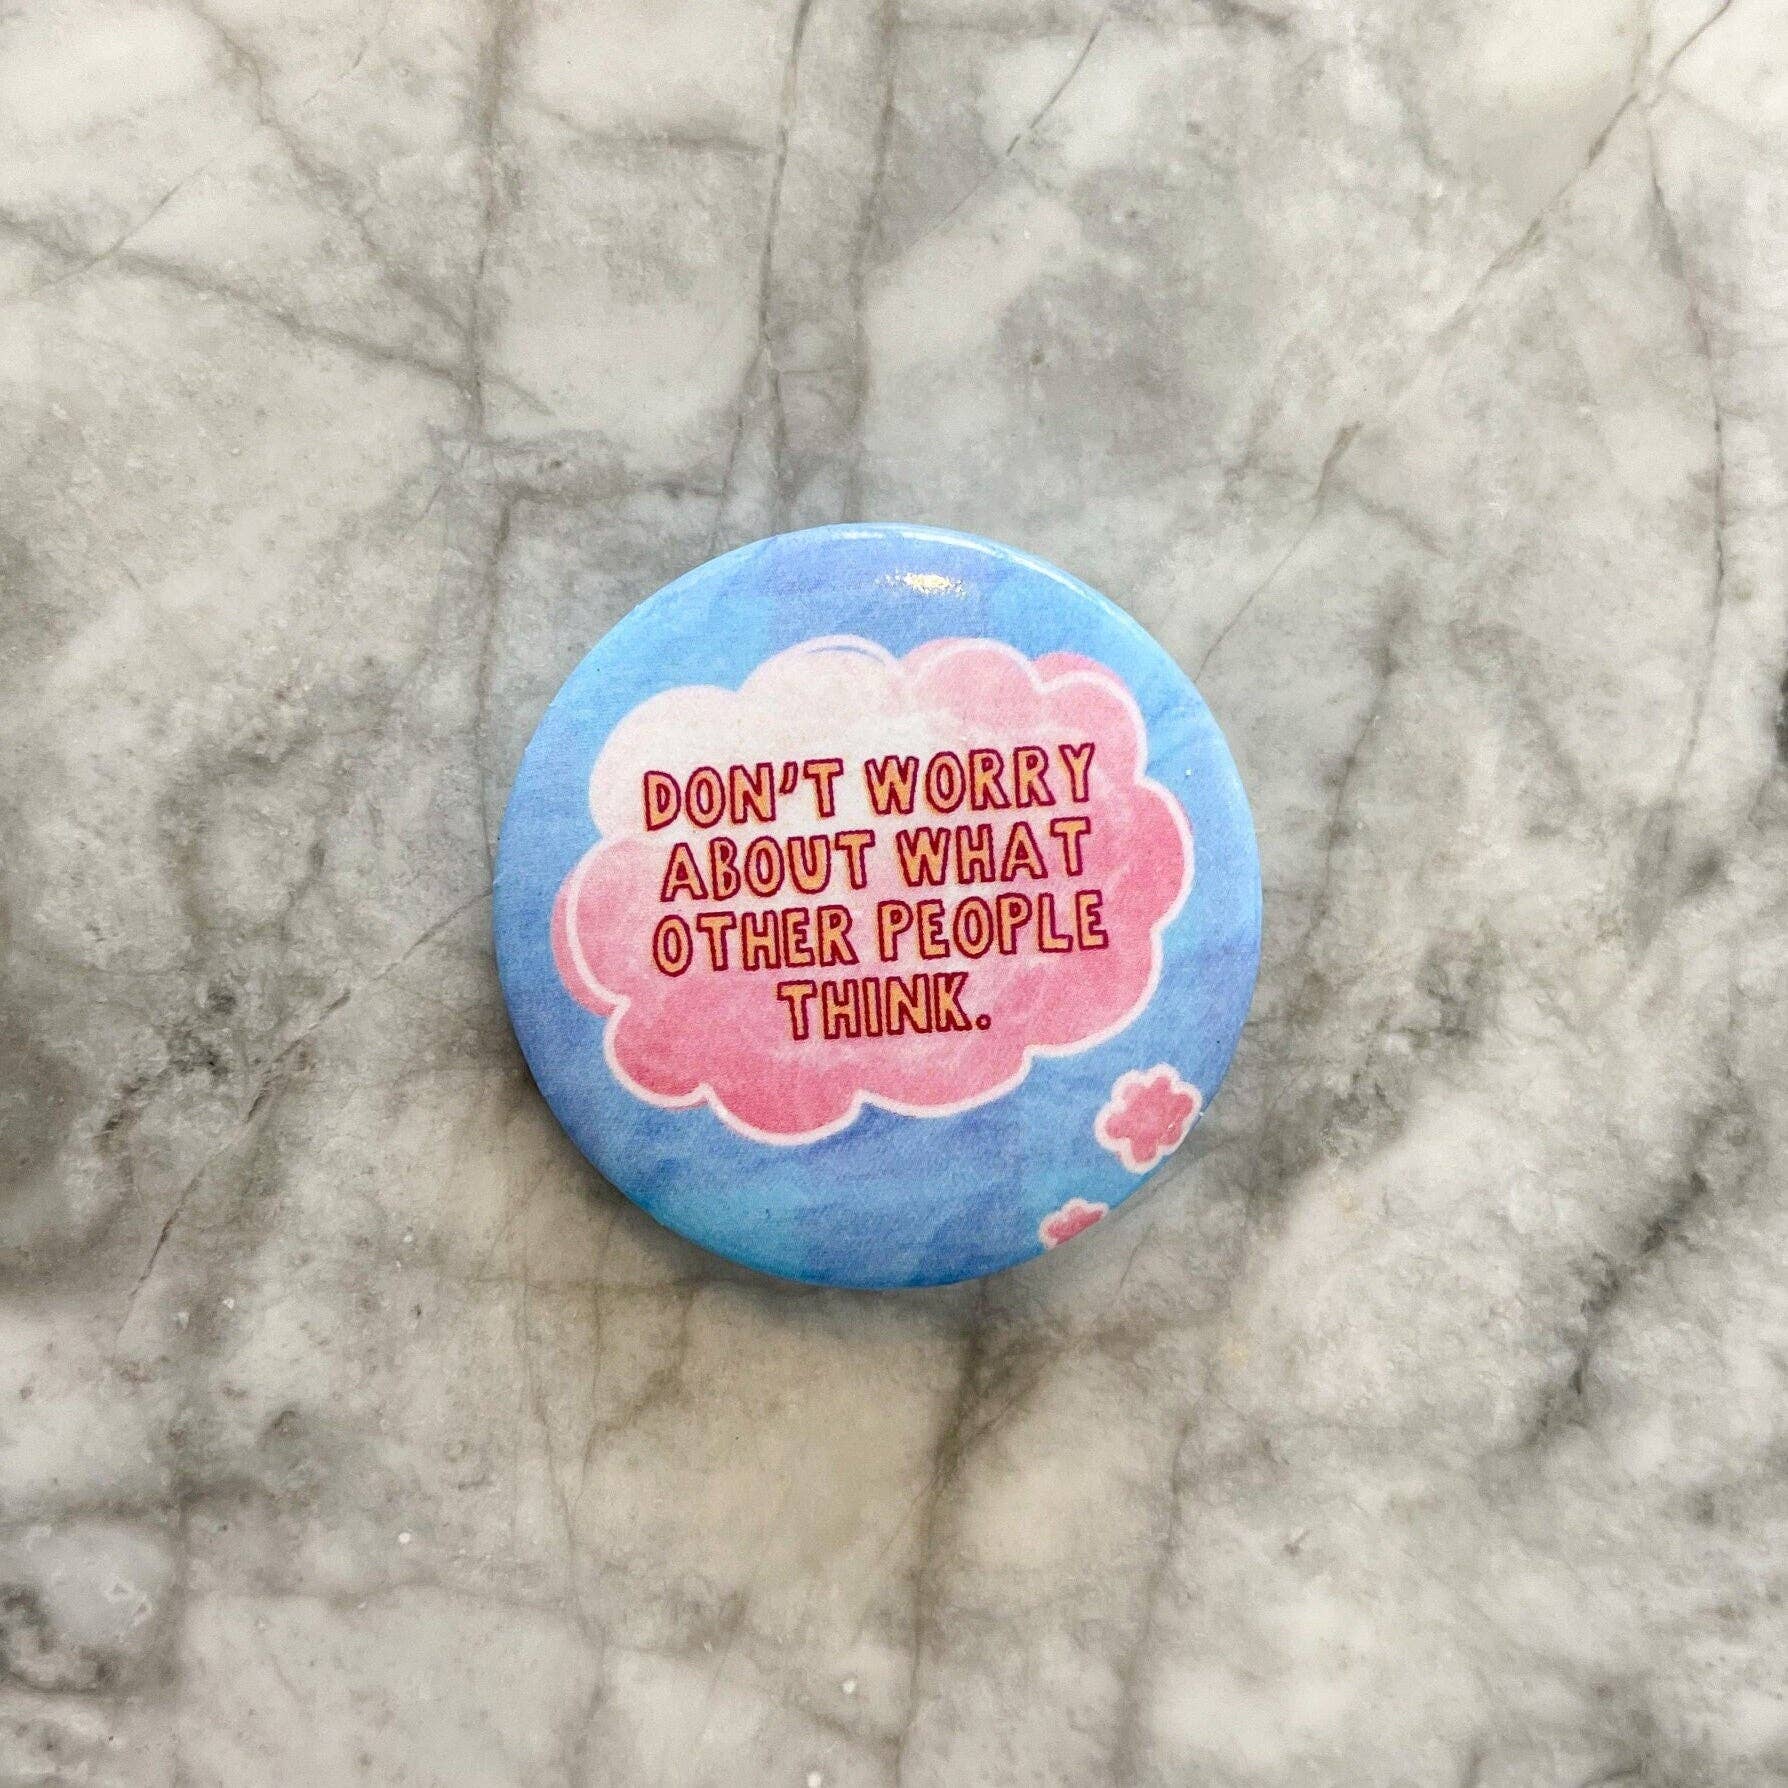 DON'T WORRY
ABOUT WHAT
OTHER PEOPLE
THINK.